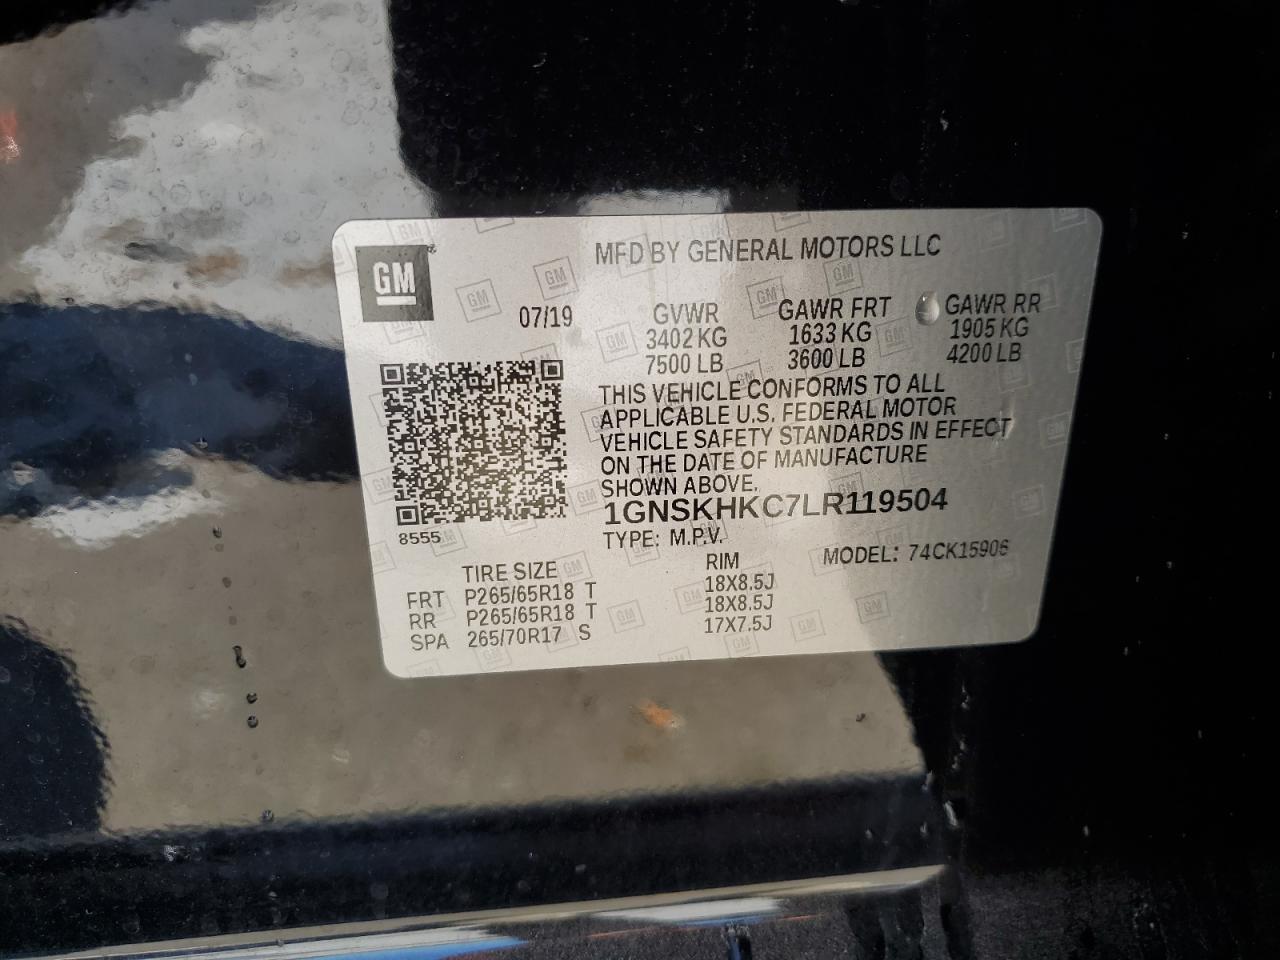 GM
MFD BY GENERAL MOTORS LLC
07/19
GVWR GAWR FRT GAWR RR
3402 KG 1633 KG 1905 KG
7500 LB 3600 LB 4200 LB
THIS VEHICLE CONFORMS TO ALL
APPLICABLE U.S. FEDERAL MOTOR
VEHICLE SAFETY STANDARDS IN EFFECT
ON THE DATE OF MANUFACTURE
SHOWN ABOVE.
1GNSKHKC7LR119504
8555
TYPE: M.P.V. MODEL: 74CK15906
TIRE SIZE RIM
FRT P265/65R18 T 18X8.5J
RR P265/65R18 T 18X8.5J
SPA 265/70R17 S 17X7.5J